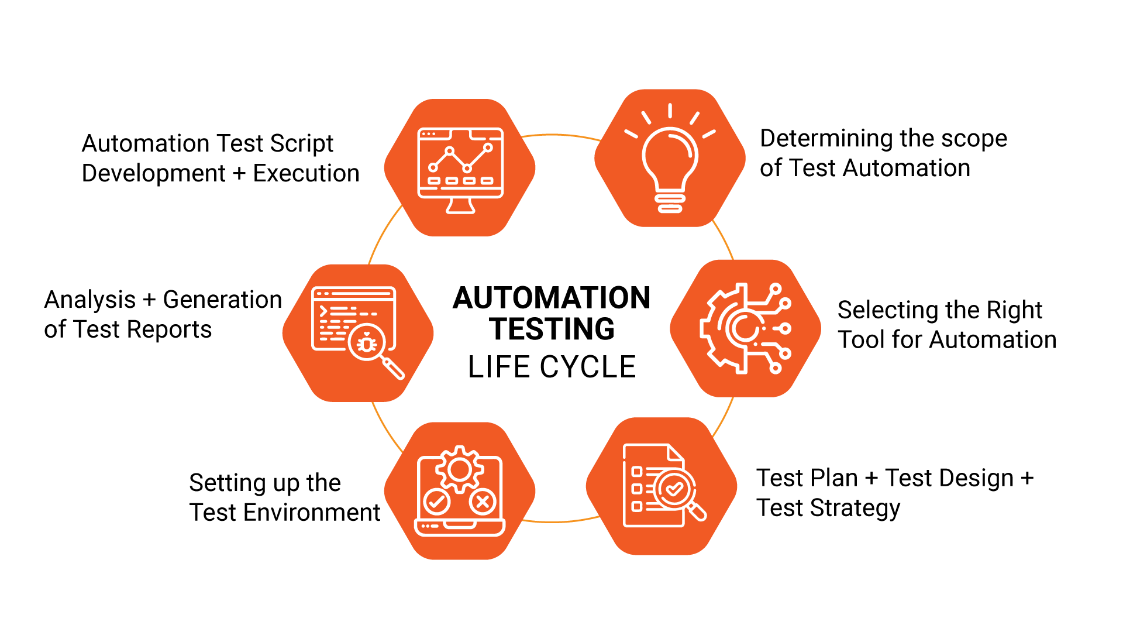 AUTOMATION
TESTING
LIFE CYCLE
Determining the scope
of Test Automation
Selecting the Right
Tool for Automation
Test Plan + Test Design +
Test Strategy
Setting up the
Test Environment
Analysis + Generation
of Test Reports
Automation Test Script
Development + Execution